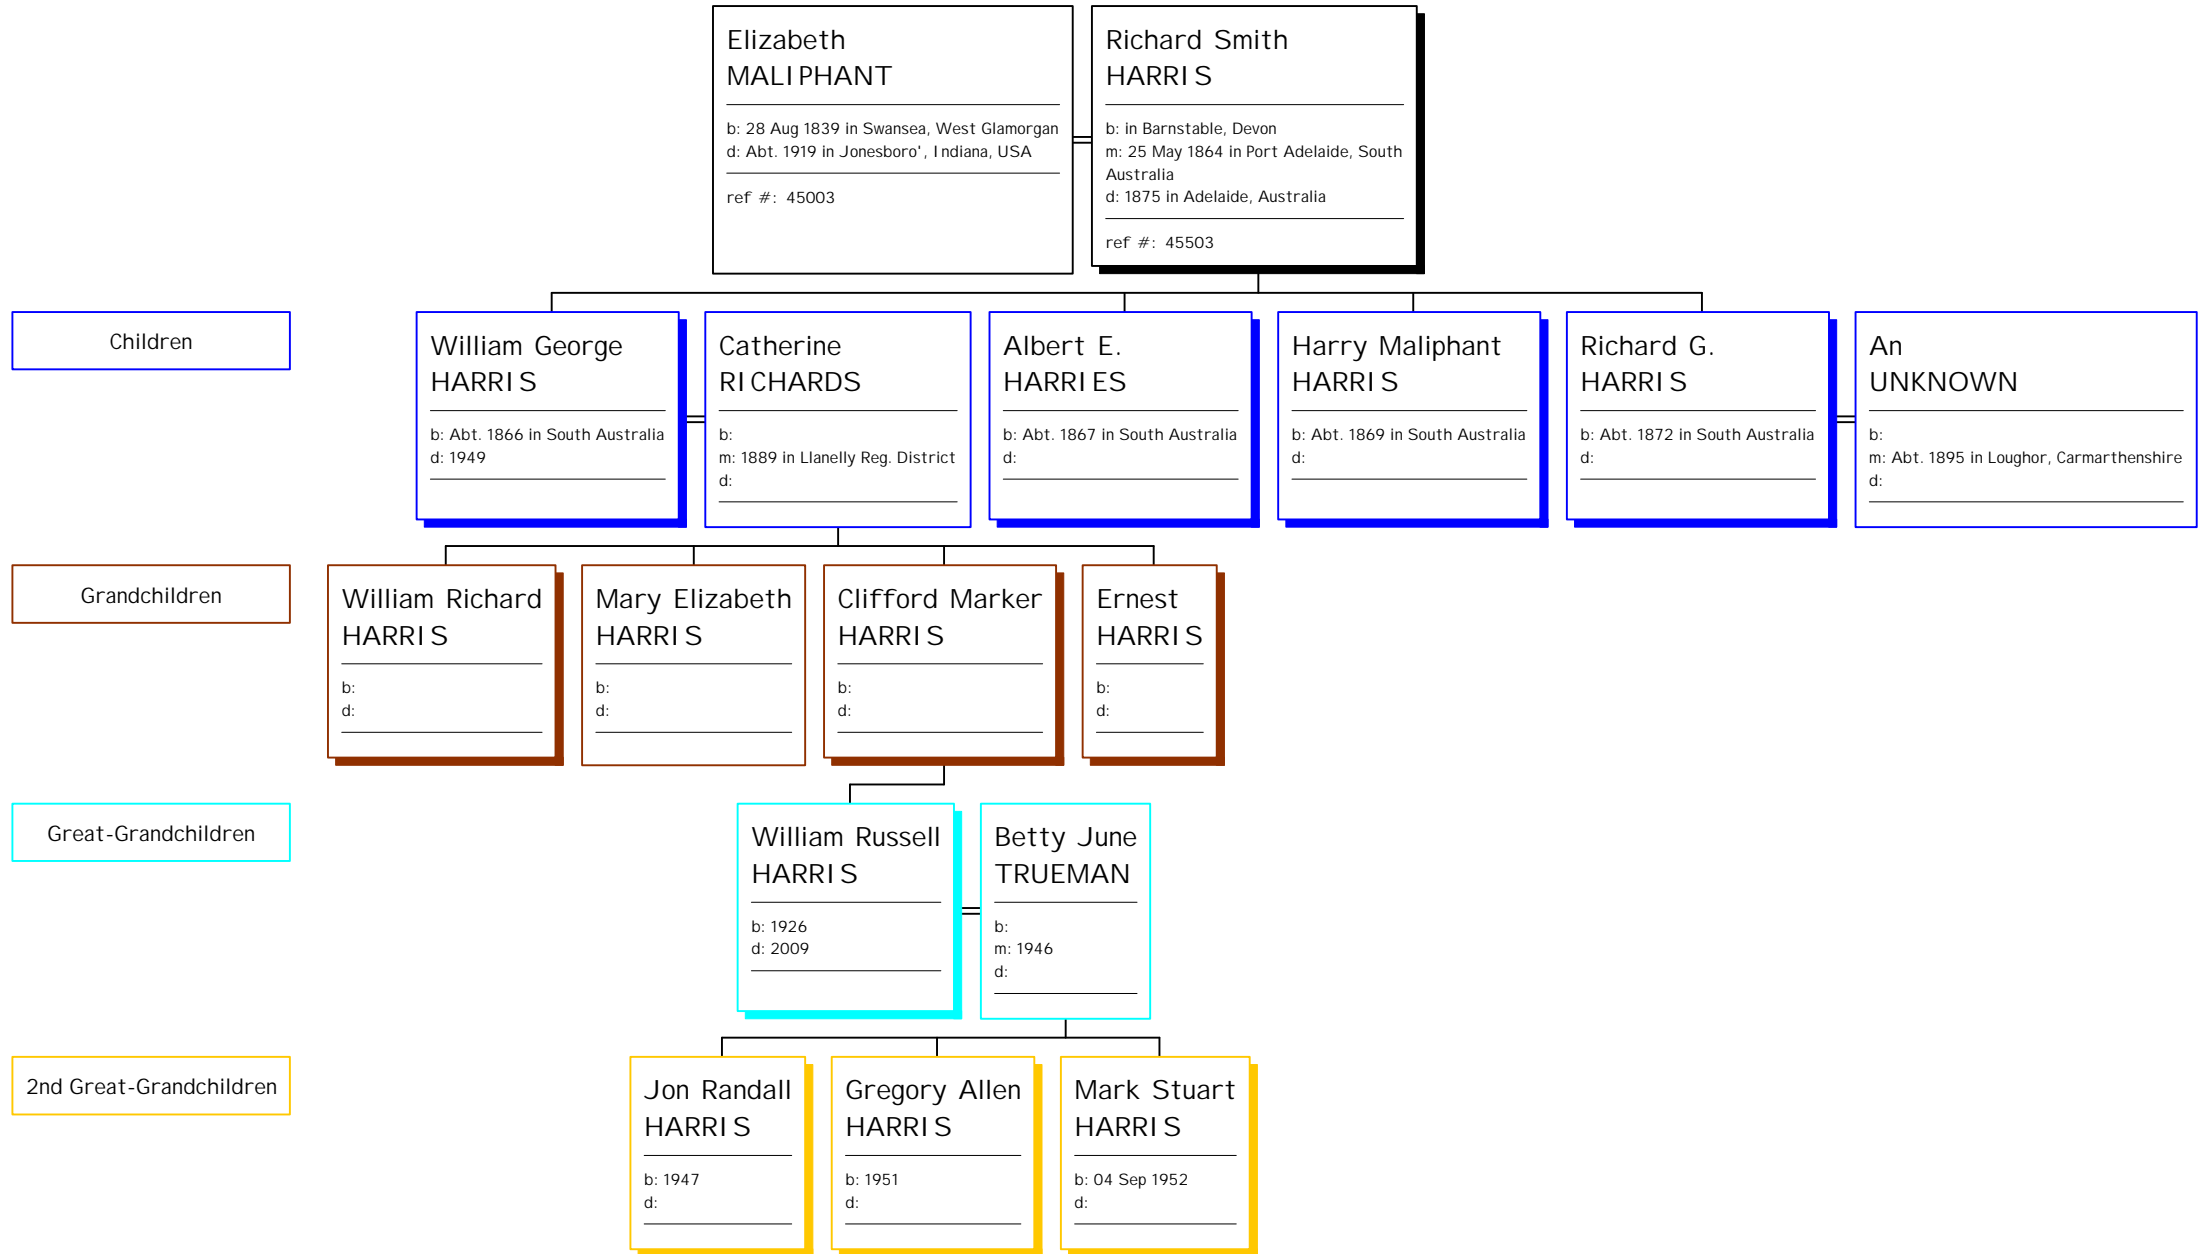 Elizabeth
MALIPHANT
b: 28 Aug 1839 in Swansea, West Glamorgan
d: Abt. 1919 in Jonesboro', Indiana, USA
ref #: 45003
Richard Smith
HARRIS
b: in Barnstable, Devon
m: 25 May 1864 in Port Adelaide, South
Australia
d: 1875 in Adelaide, Australia
ref #: 45503
Children
William George
HARRIS
b: Abt. 1866 in South Australia
d: 1949
Catherine
RICHARDS
b:
m: 1889 in Llanelly Reg. District
d:
Albert E.
HARRIES
b: Abt. 1867 in South Australia
d:
Harry Maliphant
HARRIS
b: Abt. 1869 in South Australia
d:
Richard G.
HARRIS
b: Abt. 1872 in South Australia
d:
An
UNKNOWN
b:
m: Abt. 1895 in Loughor, Carmarthenshire
d:
Grandchildren
William Richard
HARRIS
b:
d:
Mary Elizabeth
HARRIS
b:
d:
Clifford Marker
HARRIS
b:
d:
Ernest
HARRIS
b:
d:
Great-Grandchildren
William Russell
HARRIS
b: 1926
d: 2009
Betty June
TRUEMAN
b:
m: 1946
d:
2nd Great-Grandchildren
Jon Randall
HARRIS
b: 1947
d:
Gregory Allen
HARRIS
b: 1951
d:
Mark Stuart
HARRIS
b: 04 Sep 1952
d: